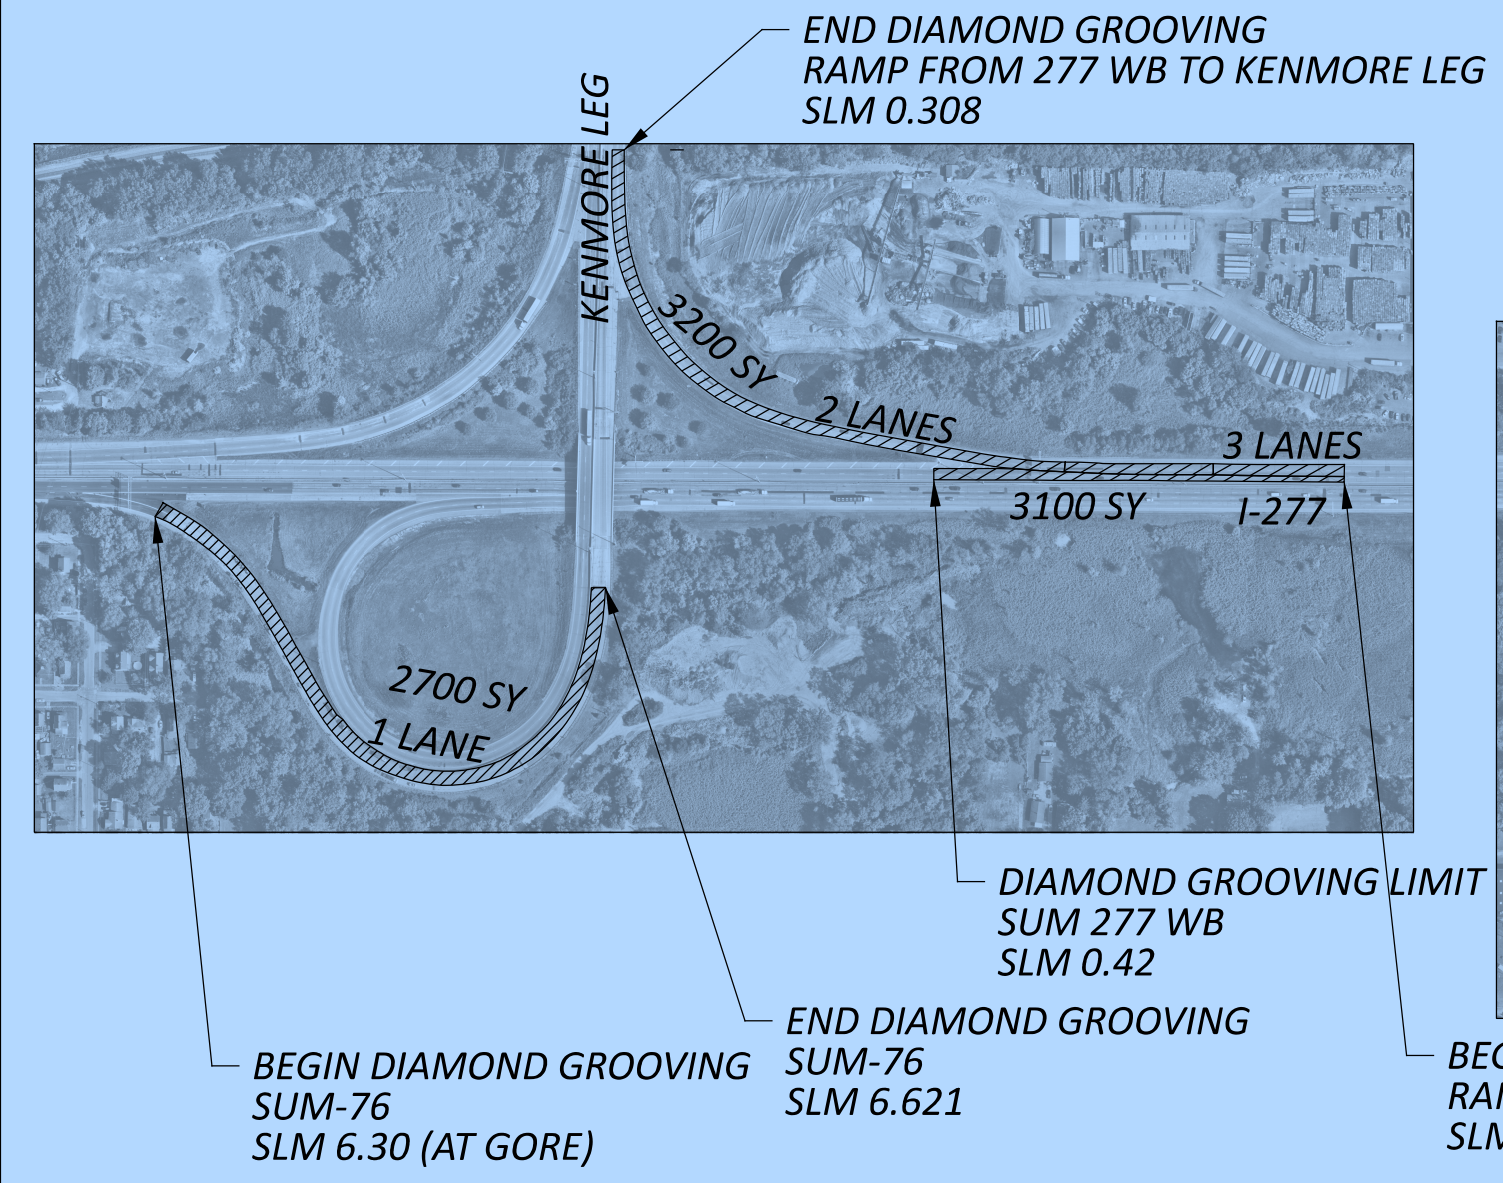 END DIAMOND GROOVING
RAMP FROM 277 WB TO KENMORE LEG
SLM 0.308
KENMORE LEG
3200 SY
2 LANES
3 LANES
3100 SY
I-277
2700 SY
1 LANE
DIAMOND GROOVING LIMIT
SUM 277 WB
SLM 0.42
END DIAMOND GROOVING
SUM-76
SLM 6.621
BEGIN DIAMOND GROOVING
SUM-76
SLM 6.30 (AT GORE)
SLM